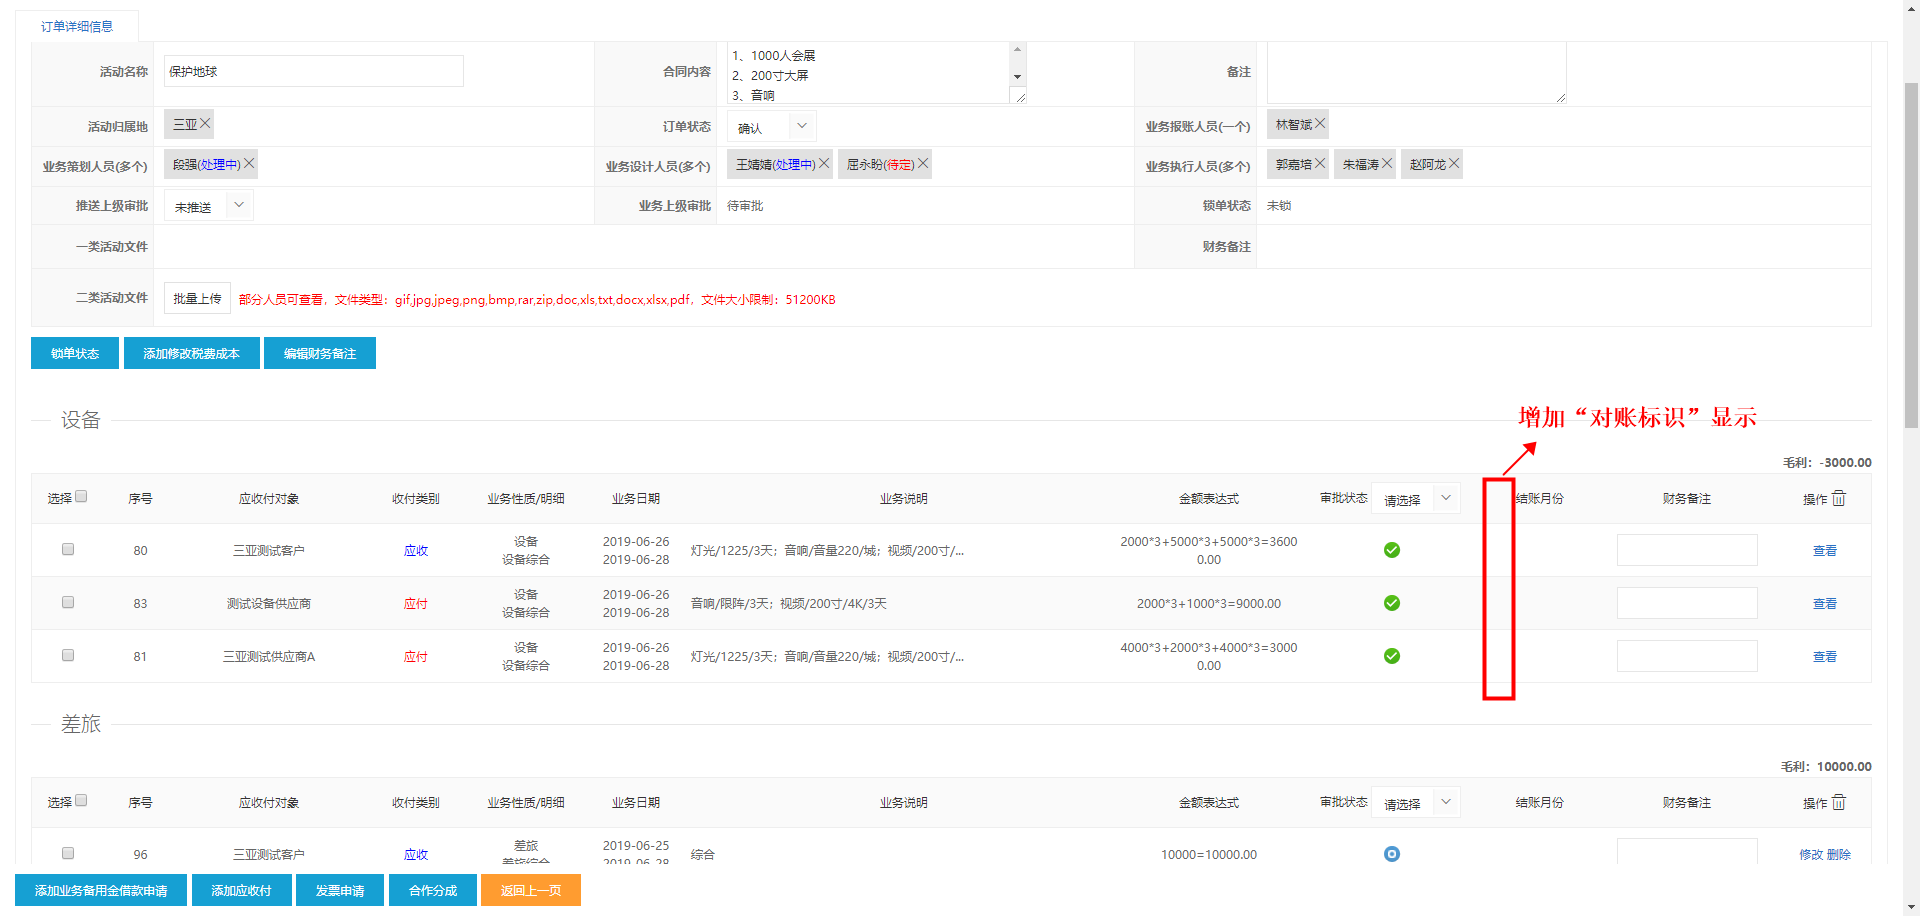 订单详细信息
活动名称 保护地球 合同内容 1、1000人会展 备注
2、200寸大屏
3、音响
活动归属地 三亚 订单状态 确认 业务报账人员(一个) 林智斌
业务策划人员(多个) 段强(处理中) 业务设计人员(多个) 王婧婧(处理中) 屈永盼(待定) 业务执行人员(多个) 郭嘉培 朱福涛 赵阿龙
推送上级审批 未推送 业务上级审批 待审批 锁单状态 未锁
一类活动文件 财务备注
二类活动文件 批量上传 部分人员可查看，文件类型：gif,jpg,jpeg,png,bmp,rar,zip,doc,xls,txt,docx,xlsx,pdf，文件大小限制：51200KB
锁单状态 添加修改税费成本 编辑财务备注
设备
增加“对账标识”显示
毛利：-3000.00
选择 序号 应收付对象 收付类别 业务性质/明细 业务日期 业务说明 金额表达式 审批状态 请选择 结账月份 财务备注 操作
80 三亚测试客户 应收 设备 设备综合 2019-06-26 2019-06-28 灯光/1225/3天；音响/音量220/城；视频/200寸/... 2000*3+5000*3+5000*3=36000.00 查看
83 测试设备供应商 应付 设备 设备综合 2019-06-26 2019-06-28 音响/限阵/3天；视频/200寸/4K/3天 2000*3+1000*3=9000.00 查看
81 三亚测试供应商A 应付 设备 设备综合 2019-06-26 2019-06-28 灯光/1225/3天；音响/音量220/城；视频/200寸/... 4000*3+2000*3+4000*3=30000.00 查看
差旅
毛利：10000.00
选择 序号 应收付对象 收付类别 业务性质/明细 业务日期 业务说明 金额表达式 审批状态 请选择 结账月份 财务备注 操作
96 三亚测试客户 应收 差旅 差旅综合 2019-06-25 2019-06-28 综合 10000=10000.00 修改 删除
添加业务备用金借款申请 添加应收付 发票申请 合作分成 返回上一页